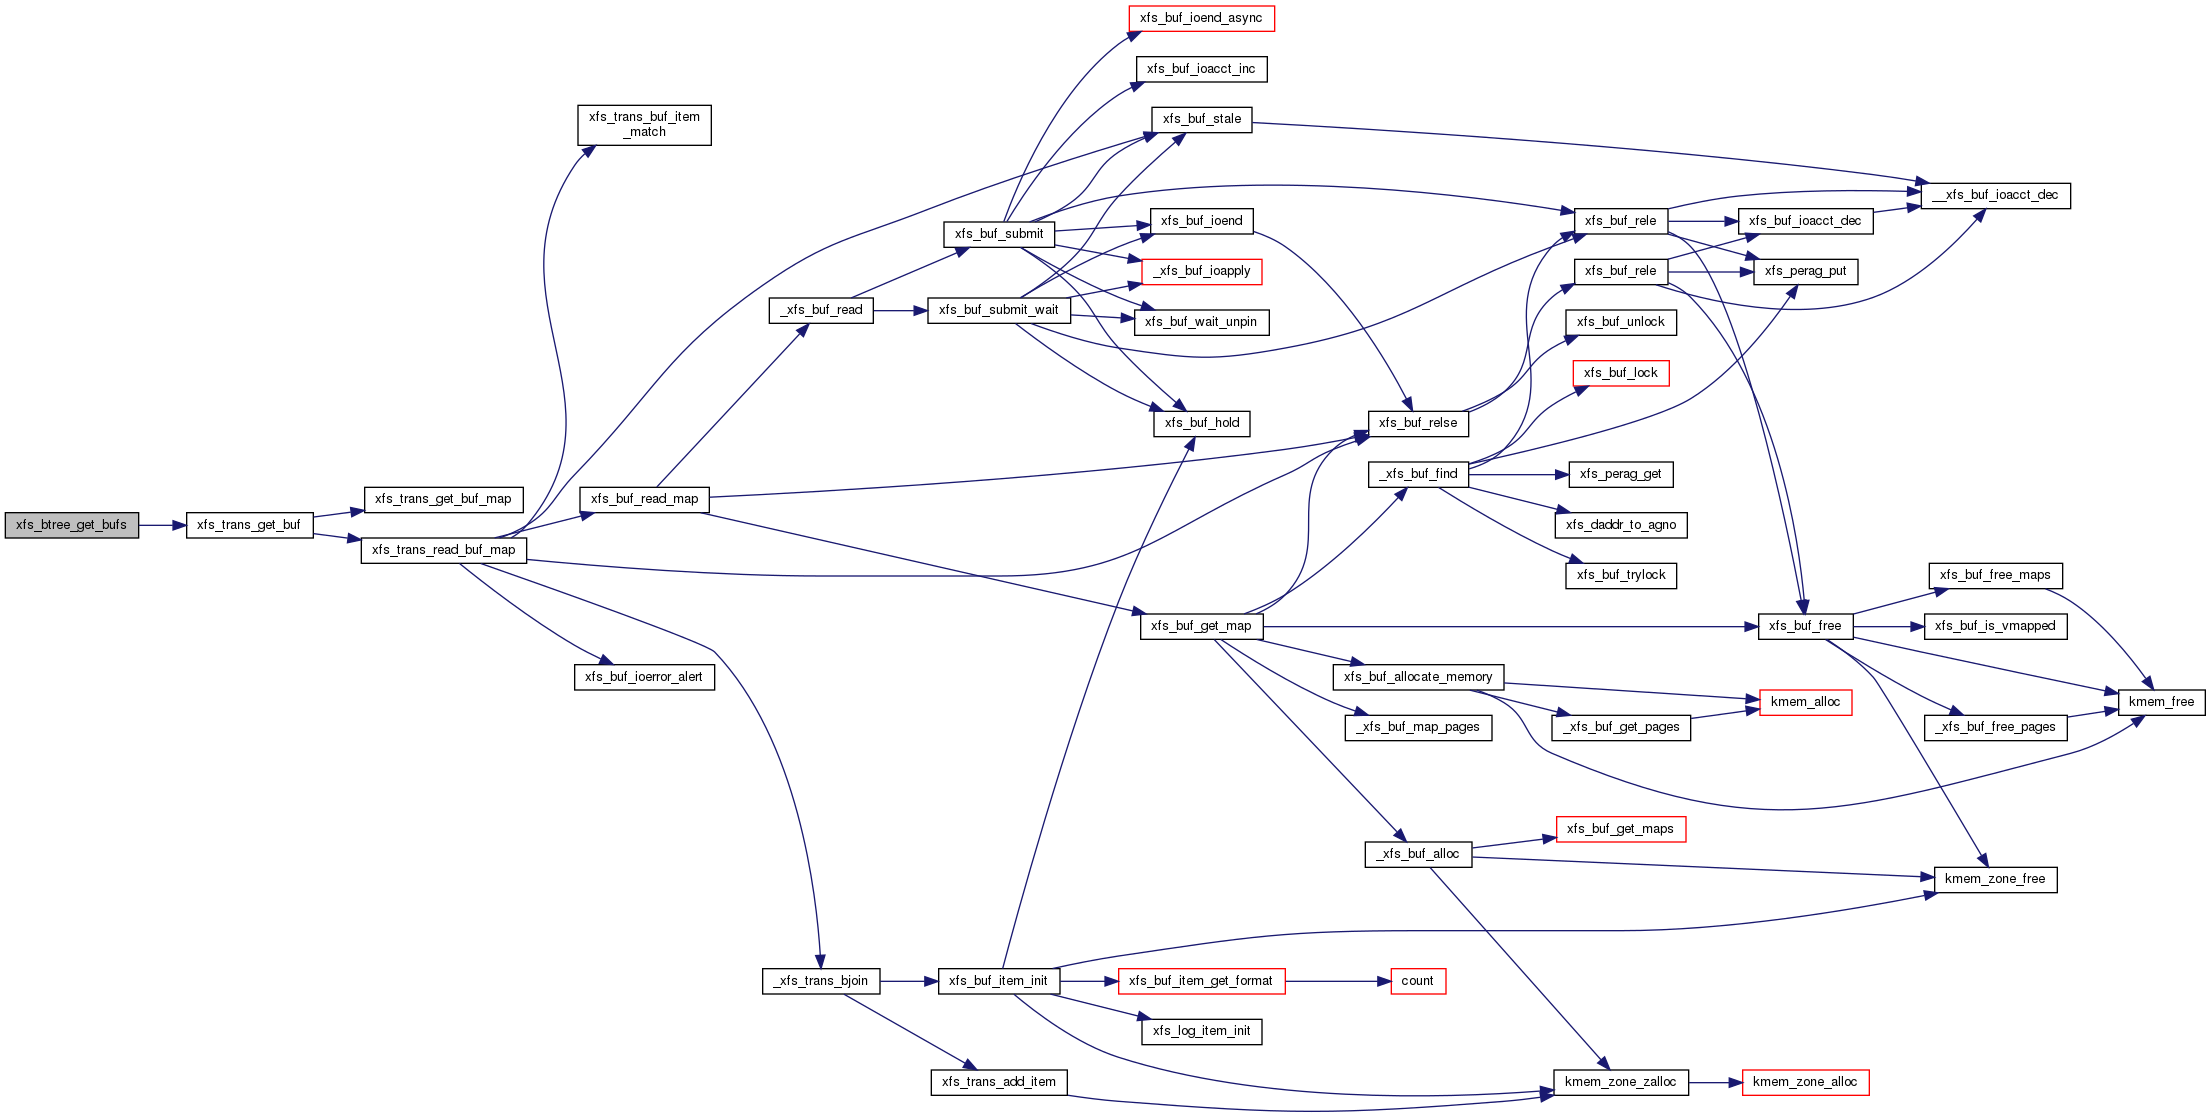 xfs_buf_ioend_async
xfs_buf_ioacct_inc
xfs_trans_buf_item
_match
xfs_buf_stale
__xfs_buf_ioacct_dec
xfs_buf_submit
xfs_buf_ioend
xfs_buf_rele
xfs_buf_ioacct_dec
_xfs_buf_ioapply
xfs_buf_rele
xfs_perag_put
_xfs_buf_read
xfs_buf_submit_wait
xfs_buf_wait_unpin
xfs_buf_unlock
xfs_buf_lock
xfs_buf_hold
xfs_buf_relse
_xfs_buf_find
xfs_perag_get
xfs_trans_get_buf_map
xfs_buf_read_map
xfs_btree_get_bufs
xfs_trans_get_buf
xfs_daddr_to_agno
xfs_trans_read_buf_map
xfs_buf_trylock
xfs_buf_free_maps
xfs_buf_get_map
xfs_buf_free
xfs_buf_is_vmapped
xfs_buf_ioerror_alert
xfs_buf_allocate_memory
kmem_alloc
kmem_free
_xfs_buf_map_pages
_xfs_buf_get_pages
_xfs_buf_free_pages
xfs_buf_get_maps
_xfs_buf_alloc
kmem_zone_free
_xfs_trans_bjoin
xfs_buf_item_init
xfs_buf_item_get_format
count
xfs_log_item_init
xfs_trans_add_item
kmem_zone_zalloc
kmem_zone_alloc